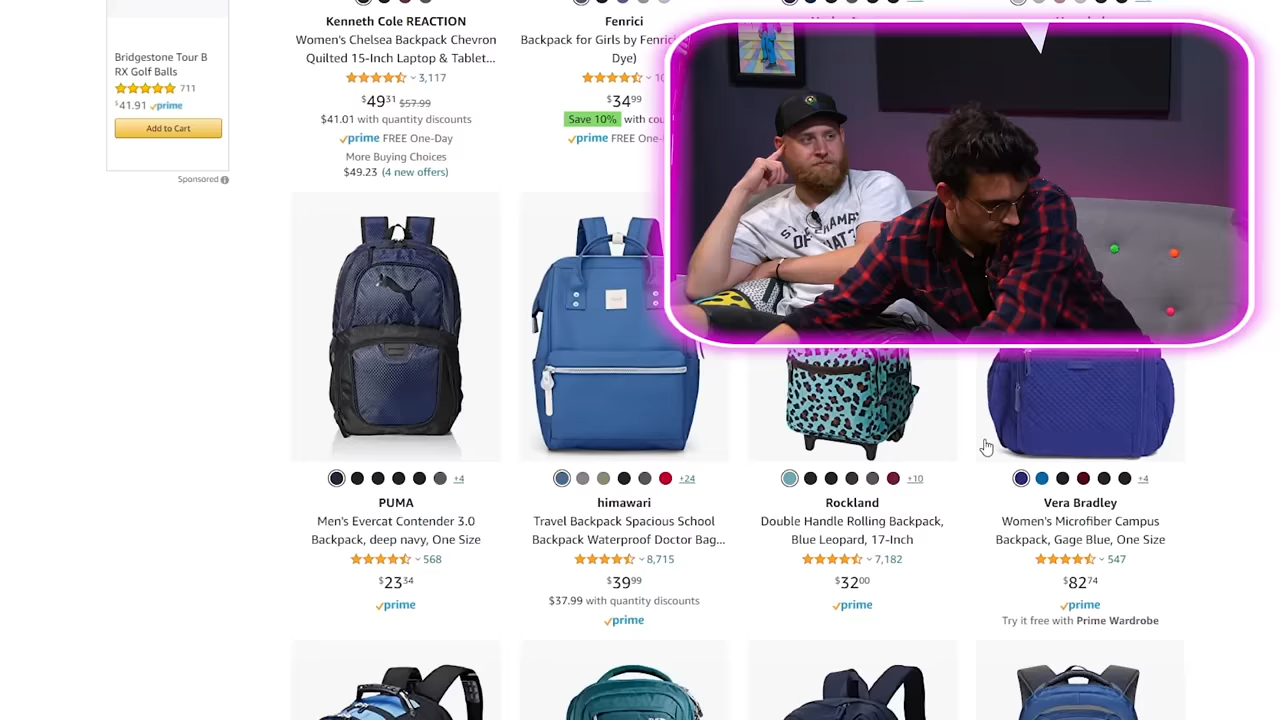 Bridgestone Tour B
RX Golf Balls
711
$41.91 prime
Add to Cart
Sponsored
Kenneth Cole REACTION
Women's Chelsea Backpack Chevron
Quilted 15-Inch Laptop & Tablet...
3,117
$49.31 $57.99
$41.01 with quantity discounts
prime FREE One-Day
More Buying Choices
$49.23 (4 new offers)
Fenrici
Backpack for Girls by Fenrici
Dye)
$34.99
Save 10% with
prime FREE
+4
PUMA
Men's Evercat Contender 3.0
Backpack, deep navy, One Size
568
$23.34
prime
+24
himawari
Travel Backpack Spacious School
Backpack Waterproof Doctor Bag...
8,715
$39.99
$37.99 with quantity discounts
prime
+10
Rockland
Double Handle Rolling Backpack,
Blue Leopard, 17-Inch
7,182
$32.00
prime
+4
Vera Bradley
Women's Microfiber Campus
Backpack, Gage Blue, One Size
547
$82.74
prime
Try it free with Prime Wardrobe